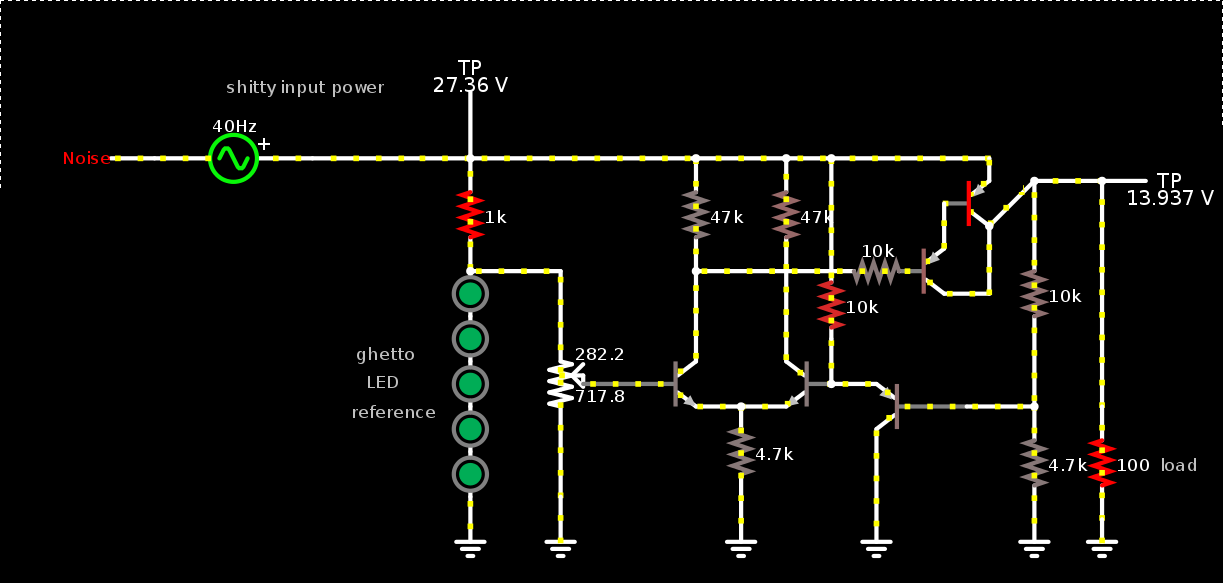 TP
27.36 V
shitty input power
40Hz
+
Noise
TP
13.937 V
1k
47k
47k
10k
10k
10k
ghetto
LED
reference
282.2
717.8
4.7k
4.7k
100 load